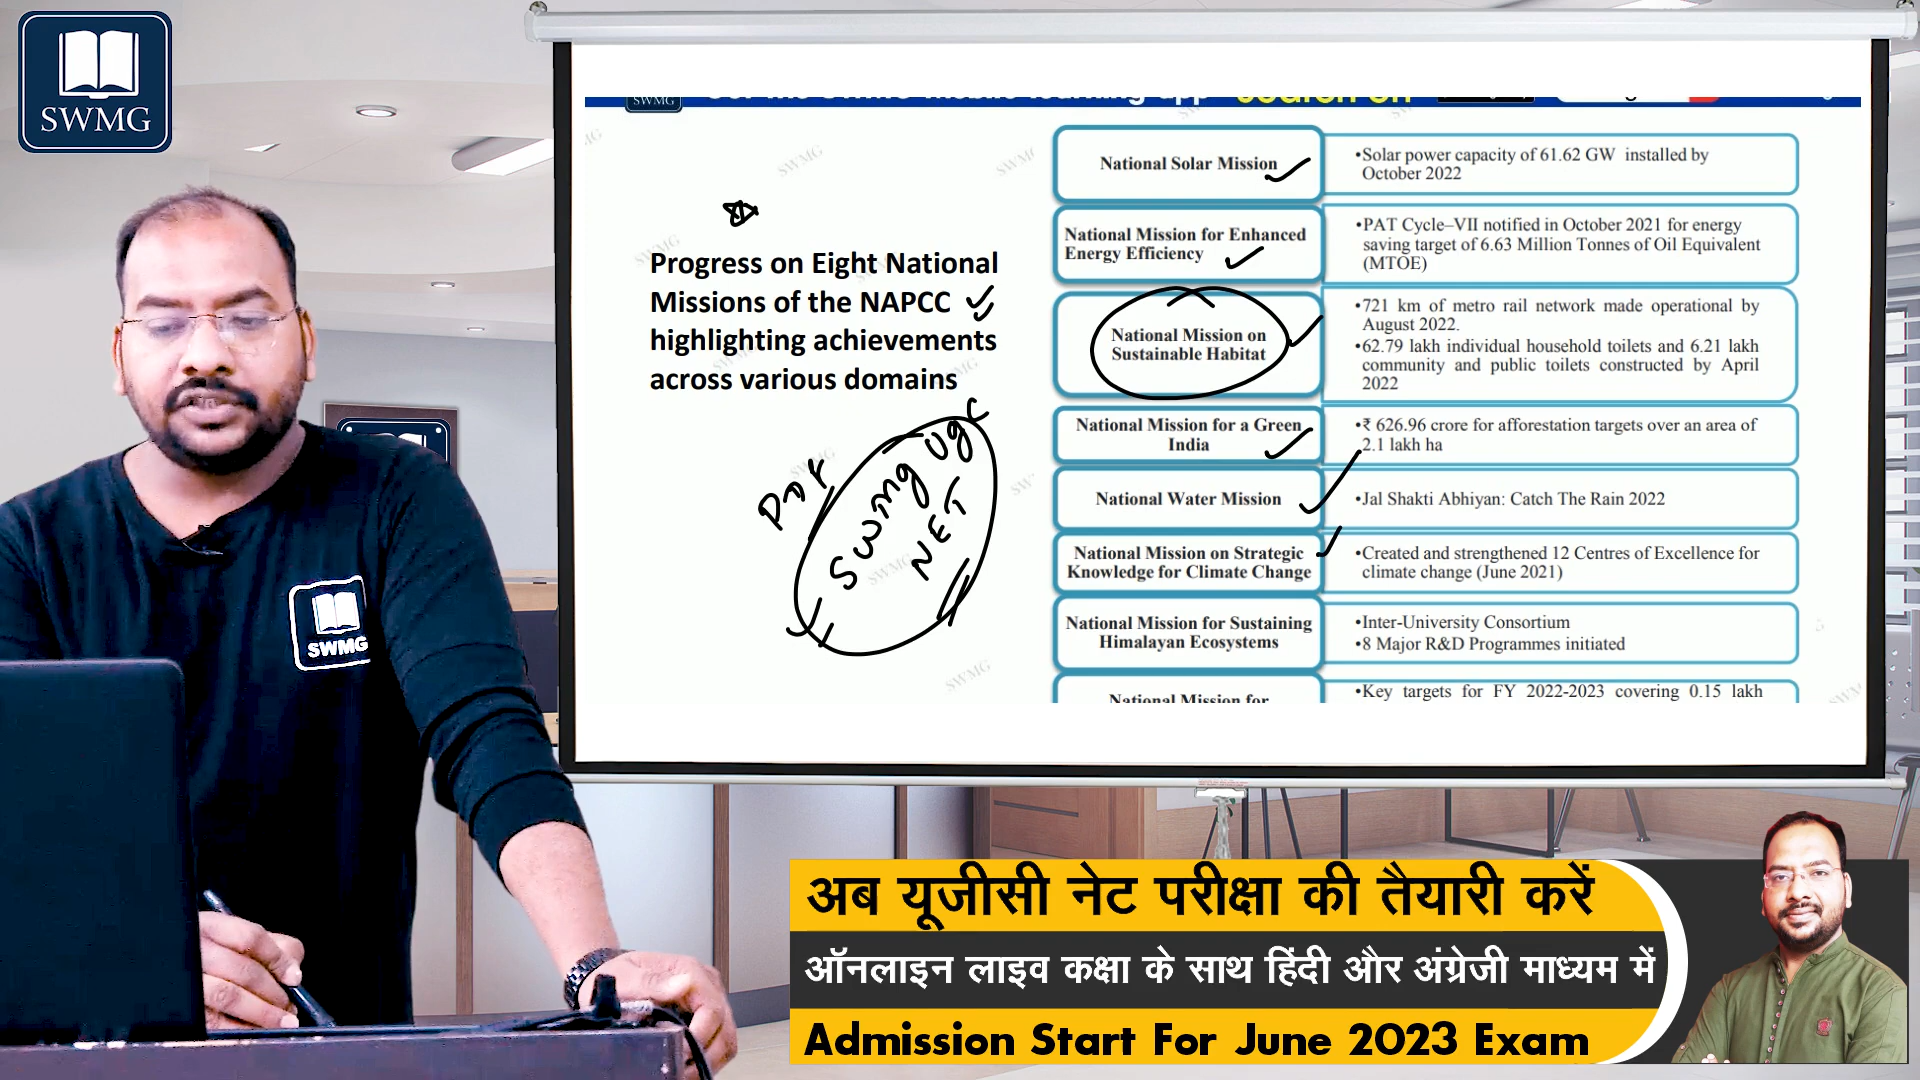 SWMG
SWMG
National Solar Mission
•Solar power capacity of 61.62 GW installed by
October 2022
National Mission for Enhanced
Energy Efficiency
•PAT Cycle–VII notified in October 2021 for energy
saving target of 6.63 Million Tonnes of Oil Equivalent
(MTOE)
Progress on Eight National
Missions of the NAPCC
highlighting achievements
across various domains
National Mission on
Sustainable Habitat
•721 km of metro rail network made operational by
August 2022.
•62.79 lakh individual household toilets and 6.21 lakh
community and public toilets constructed by April
2022
National Mission for a Green
India
•₹ 626.96 crore for afforestation targets over an area of
2.1 lakh ha
National Water Mission
•Jal Shakti Abhiyan: Catch The Rain 2022
National Mission on Strategic
Knowledge for Climate Change
•Created and strengthened 12 Centres of Excellence for
climate change (June 2021)
National Mission for Sustaining
Himalayan Ecosystems
•Inter-University Consortium
•8 Major R&D Programmes initiated
National Mission for
•Key targets for FY 2022-2023 covering 0.15 lakh
PDF
SWMG UGC
NET
SWMG
अब यूजीसी नेट परीक्षा की तैयारी करें
ऑनलाइन लाइव कक्षा के साथ हिंदी और अंग्रेजी माध्यम में
Admission Start For June 2023 Exam